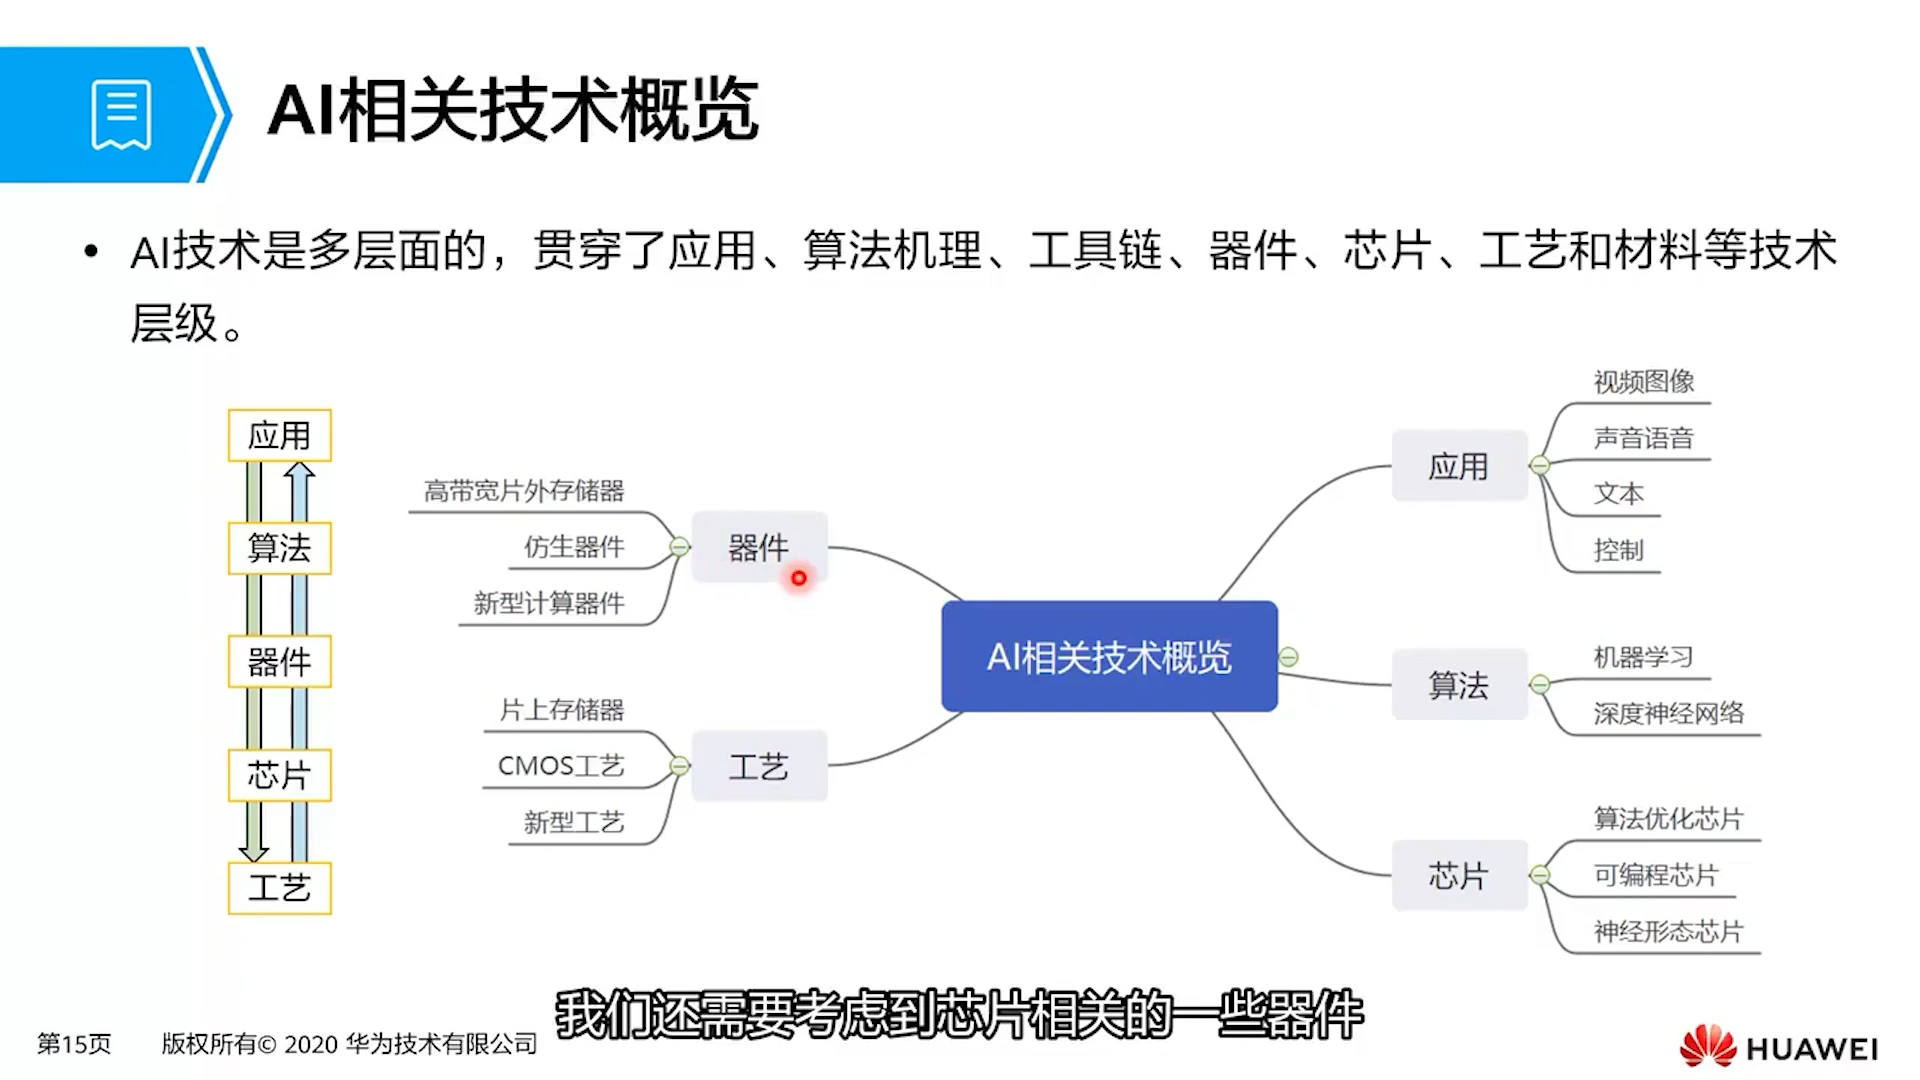 AI相关技术概览
• AI技术是多层面的，贯穿了应用、算法机理、工具链、器件、芯片、工艺和材料等技术
层级。
应用
算法
器件
芯片
工艺
高带宽片外存储器
仿生器件
新型计算器件
器件
片上存储器
CMOS工艺
新型工艺
工艺
AI相关技术概览
应用
视频图像
声音语音
文本
控制
算法
机器学习
深度神经网络
芯片
算法优化芯片
可编程芯片
神经形态芯片
我们还需要考虑到芯片相关的一些器件
第15页 版权所有© 2020 华为技术有限公司
HUAWEI